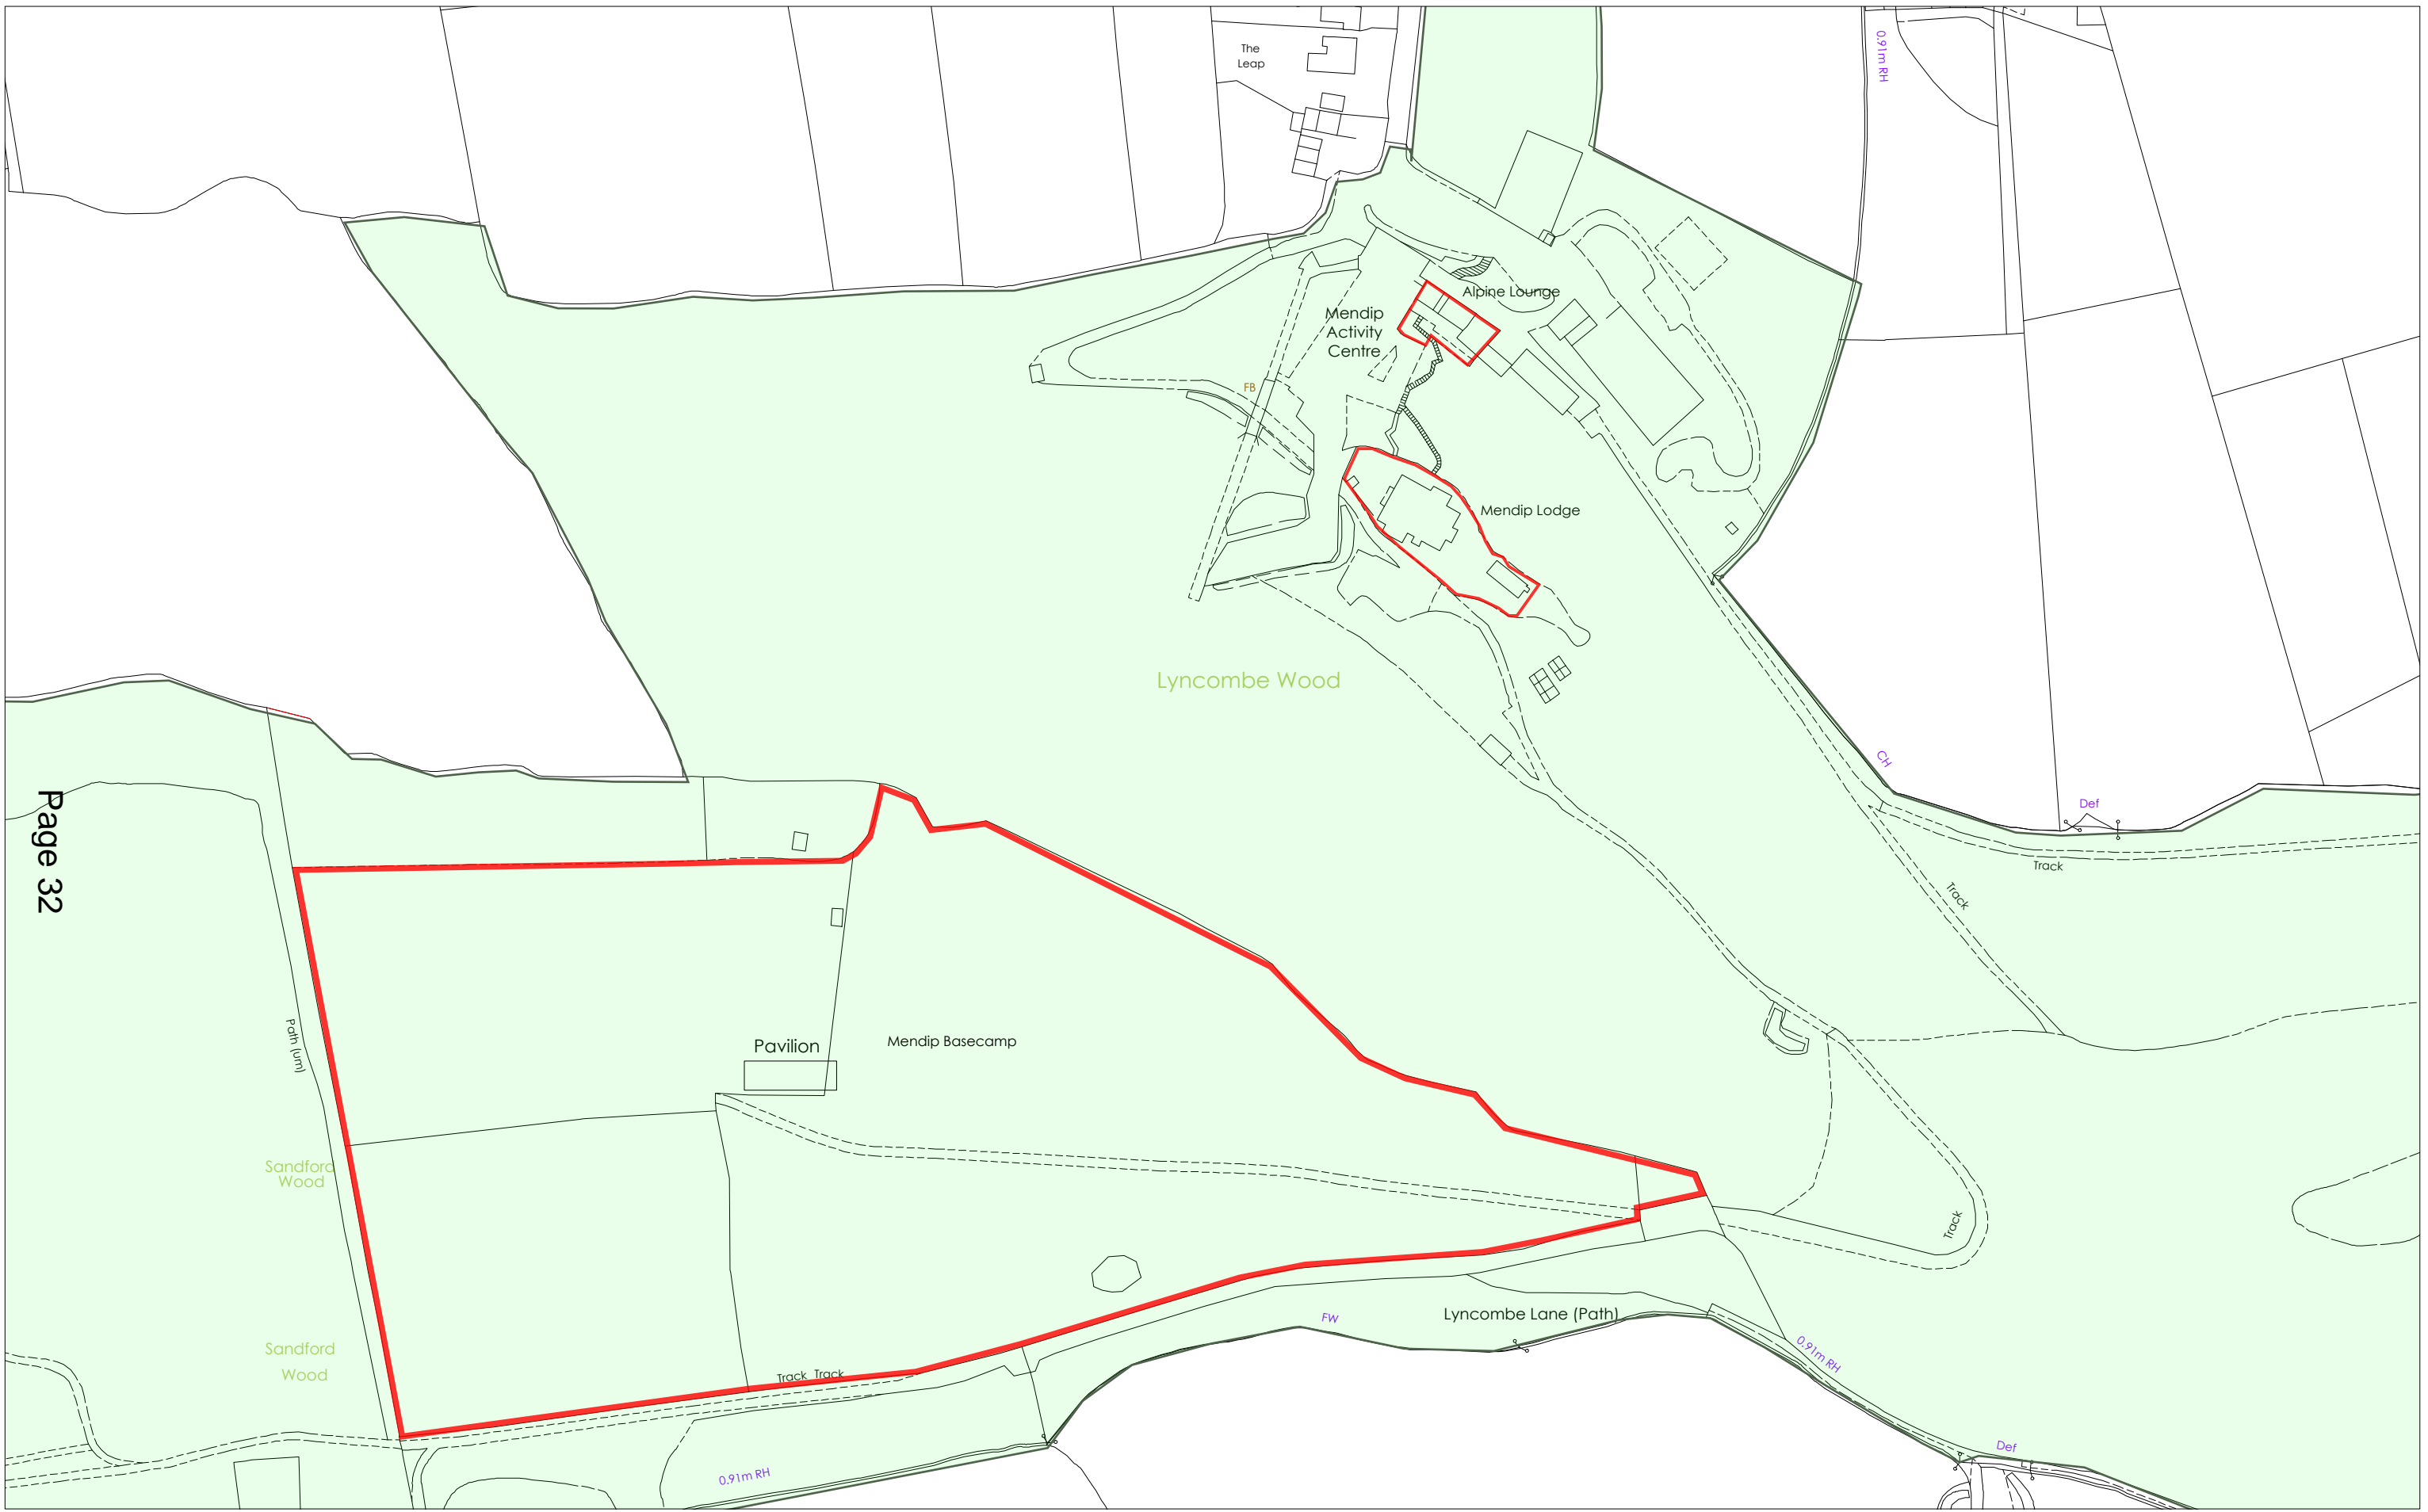 The
Leap
0.91m RH
Alpine Lounge
Mendip
Activity
Centre
FB
Mendip Lodge
Lyncombe Wood
CH
Def
Track
Track
Page 32
Path (um)
Pavilion
Mendip Basecamp
Sandford
Wood
Track
Lyncombe Lane (Path)
FW
0.91m RH
Sandford
Wood
Track Track
0.91m RH
Def